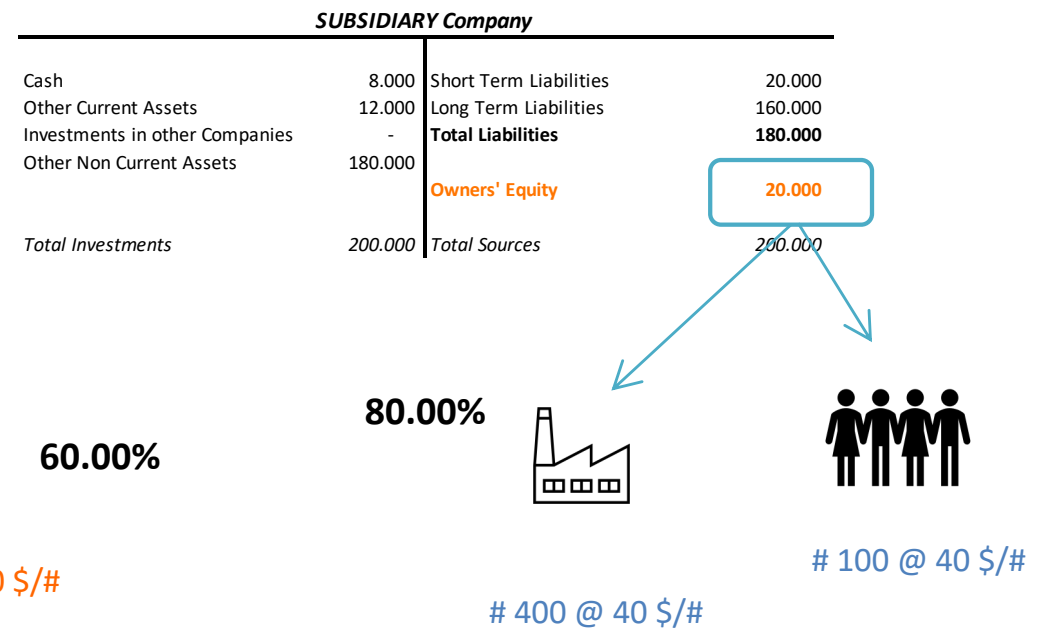 SUBSIDIARY Company
Cash 8.000 Short Term Liabilities 20.000
Other Current Assets 12.000 Long Term Liabilities 160.000
Investments in other Companies - Total Liabilities 180.000
Other Non Current Assets 180.000
Owners' Equity 20.000
Total Investments 200.000 Total Sources 200.000
80.00%
60.00%
# 100 @ 40 $/#
$/#
# 400 @ 40 $/#